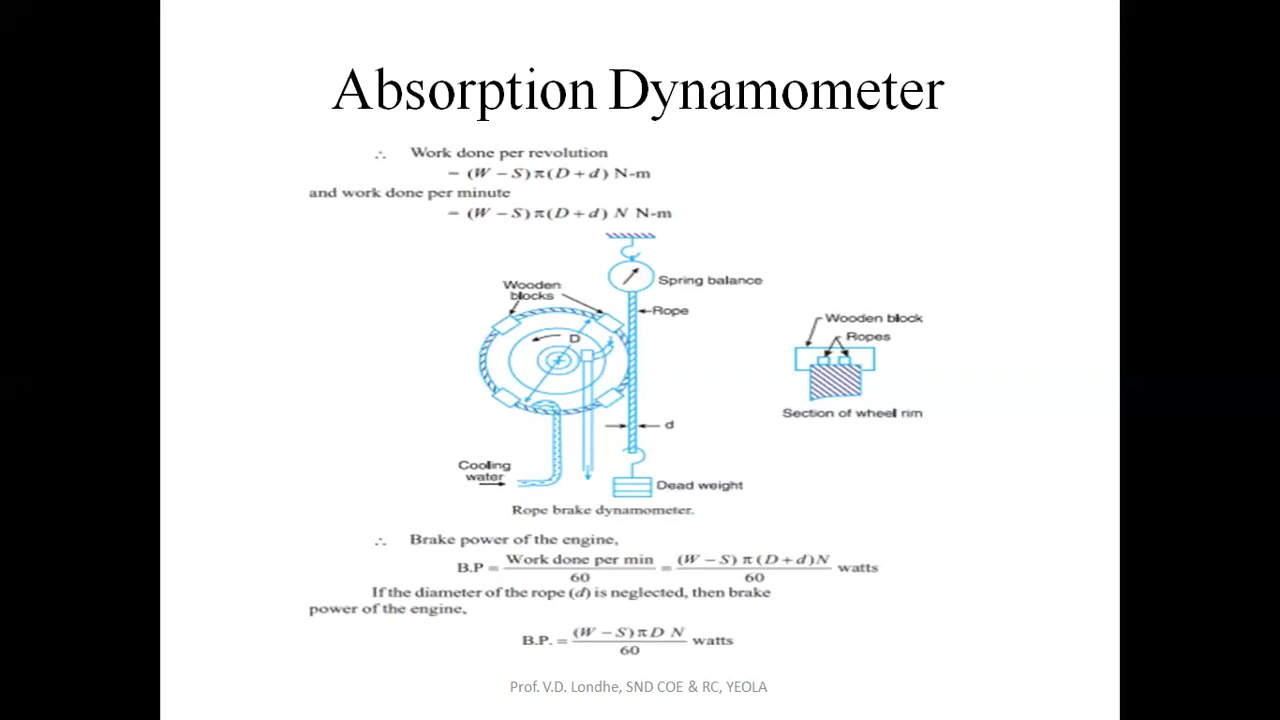 Absorption Dynamometer
∴ Work done per revolution
= (W − S) π (D + d) N-m
and work done per minute
= (W − S) π (D + d) N N-m
Spring balance
Wooden
blocks
Rope
D
Wooden block
Ropes
Section of wheel rim
d
Cooling
water
Dead weight
Rope brake dynamometer.
∴ Brake power of the engine,
B.P = Work done per min / 60 = (W − S) π (D + d) N / 60 watts
If the diameter of the rope (d) is neglected, then brake
power of the engine,
B.P. = (W − S) π D N / 60 watts
Prof. V.D. Londhe, SND COE & RC, YEOLA